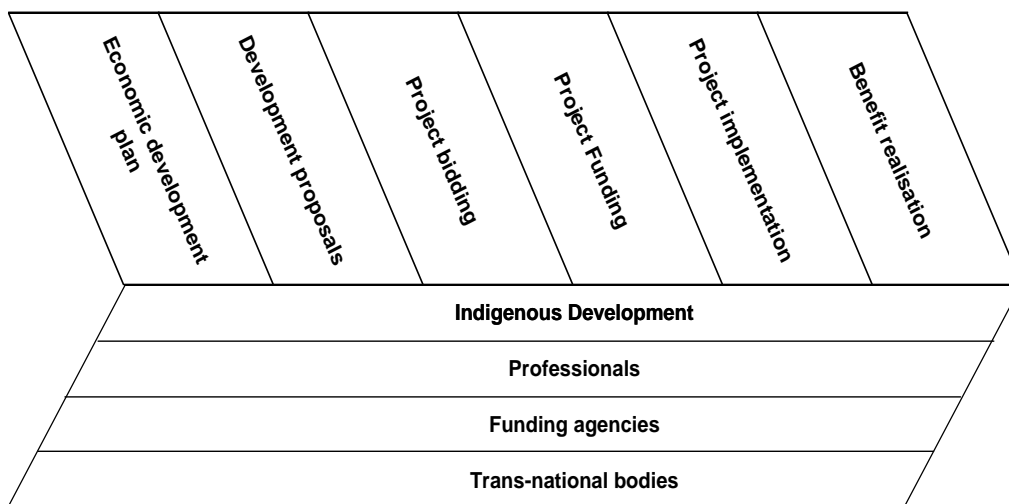 Economic development
plan
Development proposals
Project bidding
Project Funding
Project implementation
Benefit realisation
Indigenous Development
Professionals
Funding agencies
Trans-national bodies